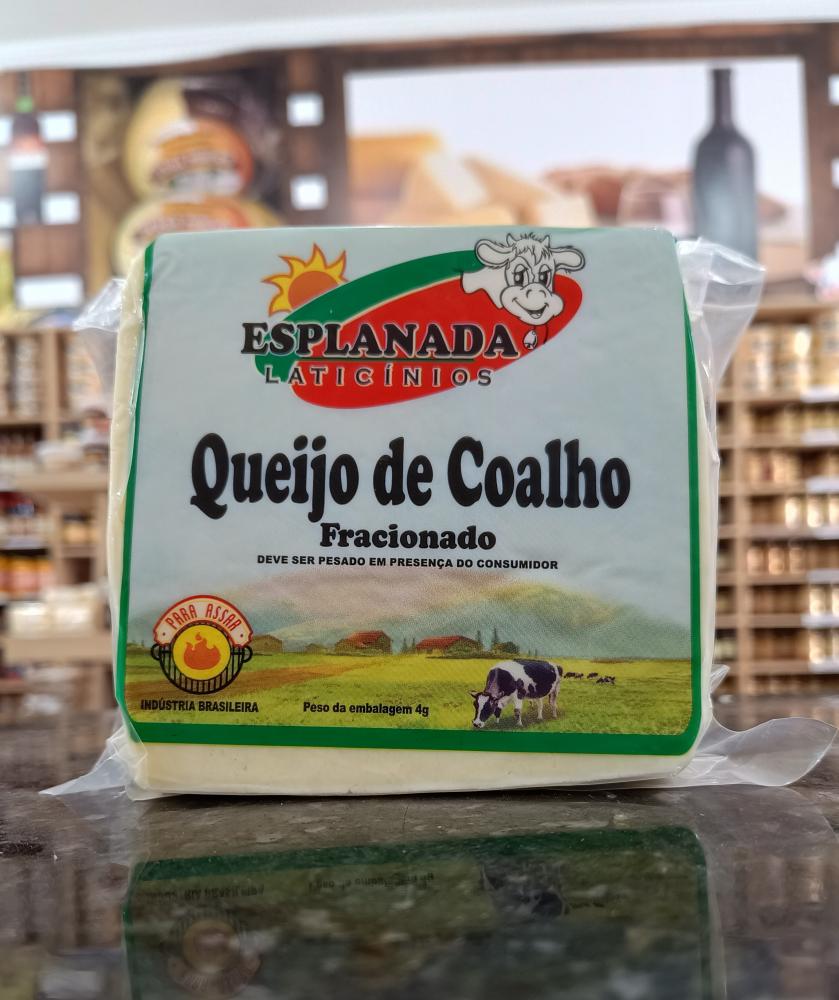 ESPLANADA
LATICÍNIOS
Queijo de Coalho
Fracionado
DEVE SER PESADO EM PRESENÇA DO CONSUMIDOR
PARA ASSAR
INDÚSTRIA BRASILEIRA
Peso da embalagem 4g